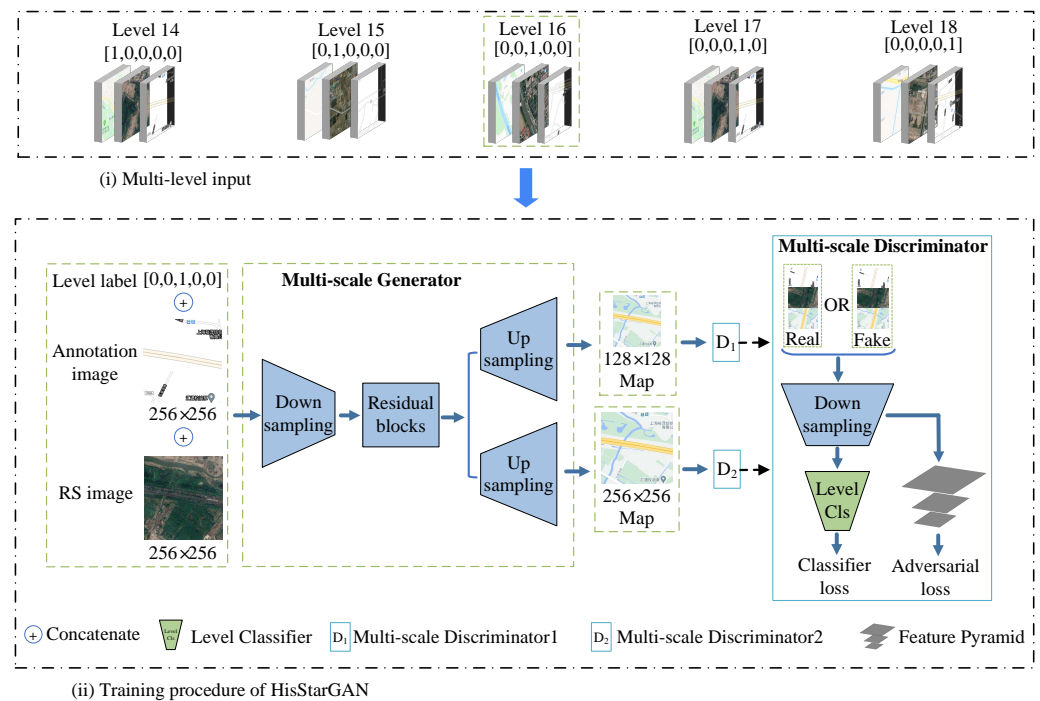 Level 14
[1,0,0,0,0]
Level 15
[0,1,0,0,0]
Level 16
[0,0,1,0,0]
Level 17
[0,0,0,1,0]
Level 18
[0,0,0,0,1]
(i) Multi-level input
Level label [0,0,1,0,0]
+
Annotation
image
256×256
+
RS image
256×256
Multi-scale Generator
Down
sampling
Residual
blocks
Up
sampling
Up
sampling
128×128
Map
256×256
Map
D1
D2
Multi-scale Discriminator
Real
OR
Fake
Down
sampling
Level
Cls
Classifier
loss
Adversarial
loss
+ Concatenate
Level
Cls
Level Classifier
D1 Multi-scale Discriminator1
D2 Multi-scale Discriminator2
Feature Pyramid
(ii) Training procedure of HisStarGAN